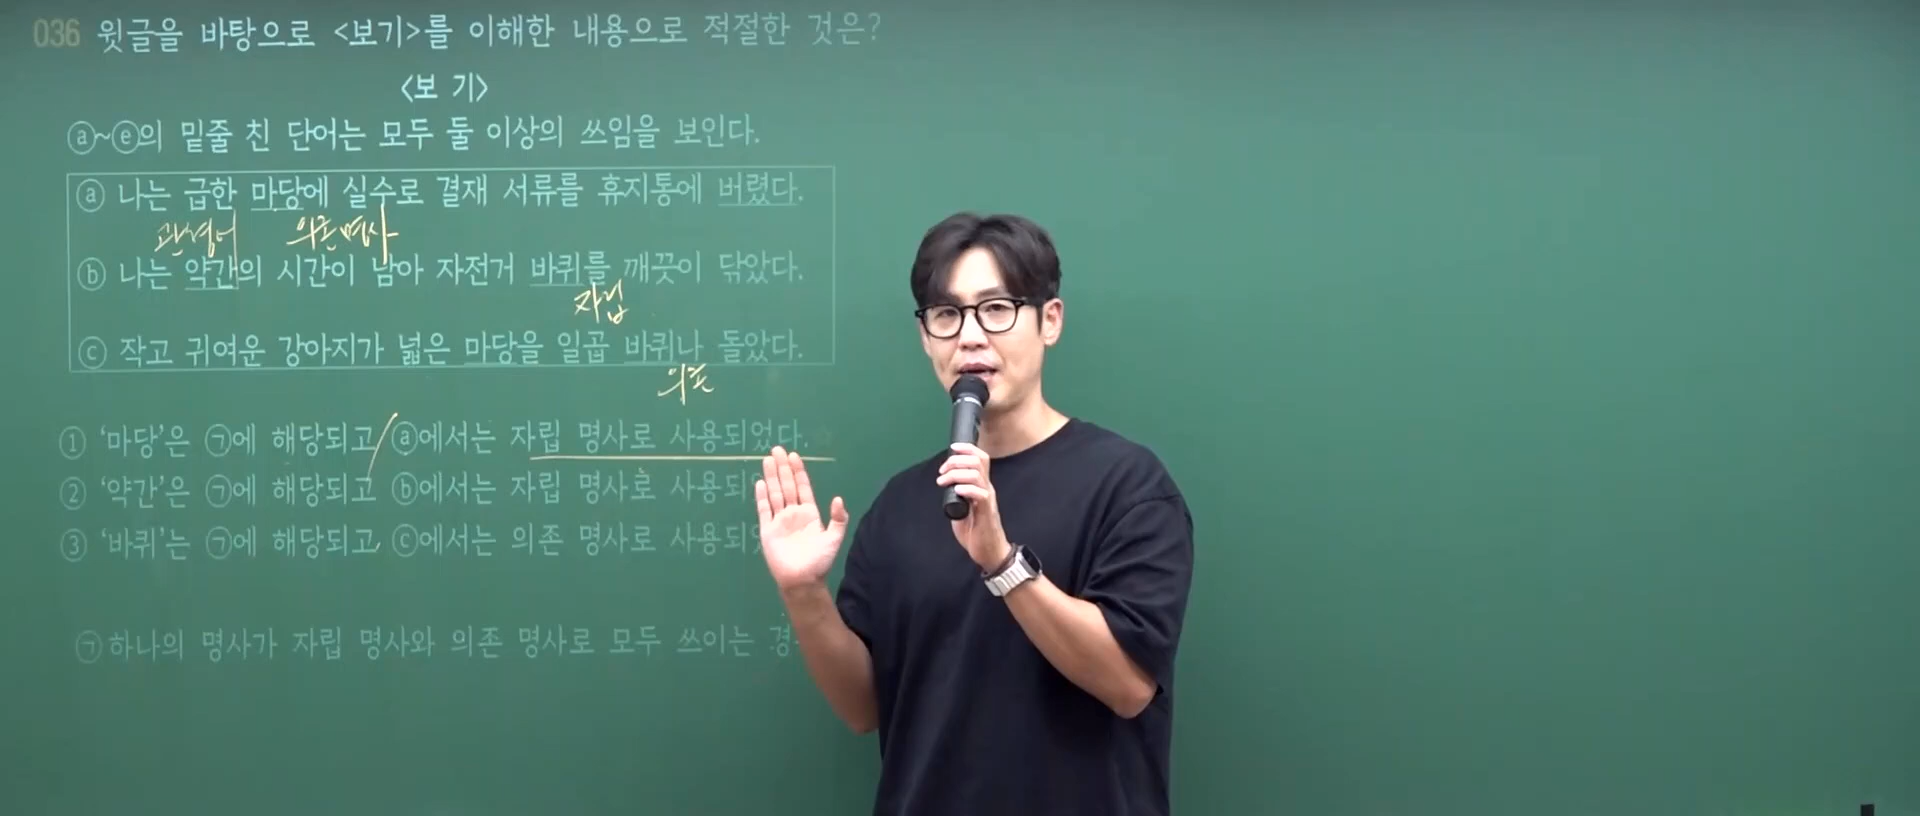 036 윗글을 바탕으로 <보기>를 이해한 내용으로 적절한 것은?
<보 기>
ⓐ~ⓔ의 밑줄 친 단어는 모두 둘 이상의 쓰임을 보인다.
ⓐ 나는 급한 마당에 실수로 결재 서류를 휴지통에 버렸다.
관형어 의존명사
ⓑ 나는 약간의 시간이 남아 자전거 바퀴를 깨끗이 닦았다.
자립
ⓒ 작고 귀여운 강아지가 넓은 마당을 일곱 바퀴나 돌았다.
의존
① ‘마당’은 ㉠에 해당되고 ⓐ에서는 자립 명사로 사용되었다.
② ‘약간’은 ㉠에 해당되고 ⓑ에서는 자립 명사로 사용되
③ ‘바퀴’는 ㉠에 해당되고, ⓒ에서는 의존 명사로 사용되
㉠하나의 명사가 자립 명사와 의존 명사로 모두 쓰이는